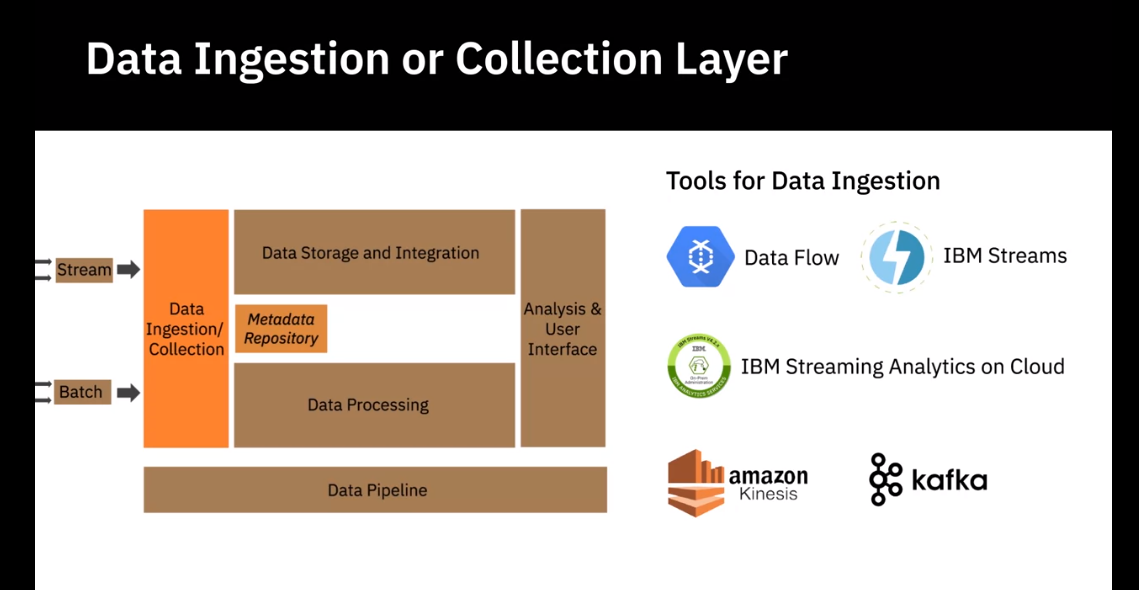 Data Ingestion or Collection Layer
Tools for Data Ingestion
Stream
Batch
Data
Ingestion/
Collection
Data Storage and Integration
Metadata
Repository
Data Processing
Analysis &
User
Interface
Data Pipeline
Data Flow
IBM Streams
IBM.
IBM Streaming Analytics on Cloud
amazon
Kinesis
kafka